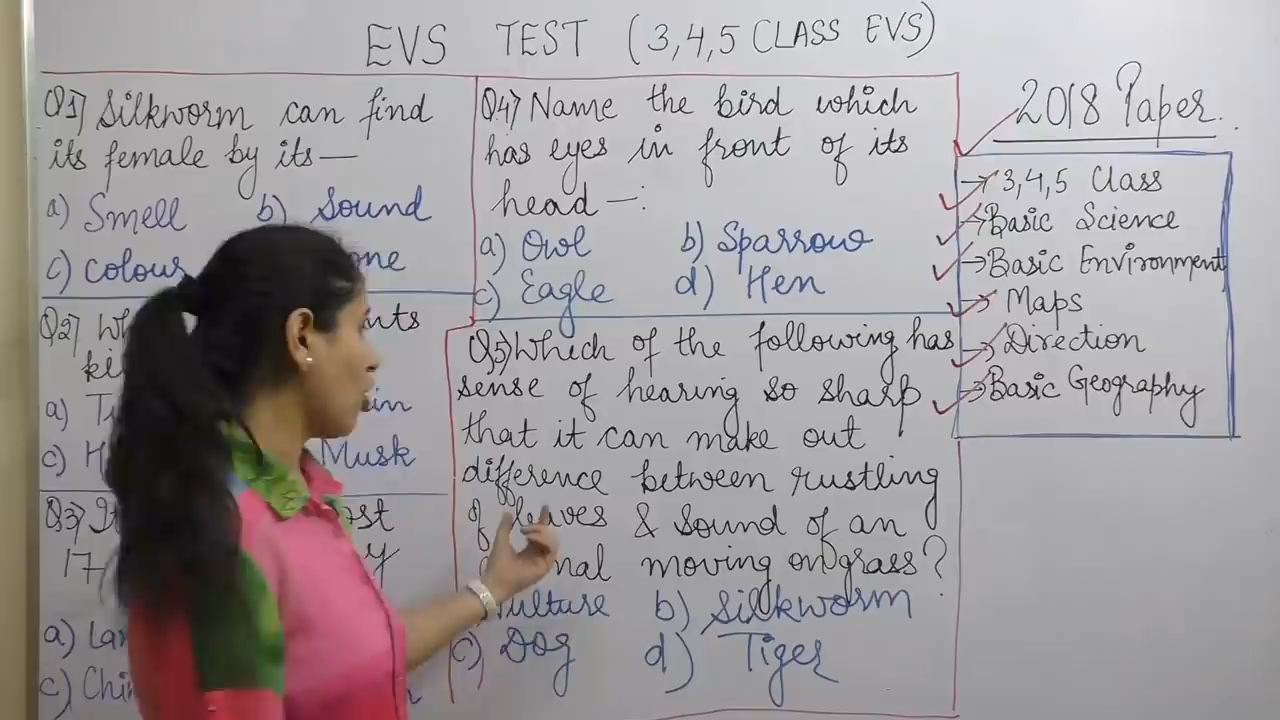 EVS TEST (3,4,5 CLASS EVS)
Q1) Silkworm can find
its female by its—
a) Smell b) Sound
c) Colour
Q2)
a)
c) Musk
Q3)
17
a)
c)
Q4) Name the bird which
has eyes in front of its
head —:
a) Owl b) Sparrow
c) Eagle d) Hen
Q5) Which of the following has
sense of hearing so sharp
that it can make out
difference between rustling
of leaves & sound of an
moving on grass?
Vulture b) Silkworm
c) Dog d) Tiger
2018 Paper.
→ 3,4,5 Class
→ Basic Science
→ Basic Environment
→ Maps
→ Direction
→ Basic Geography